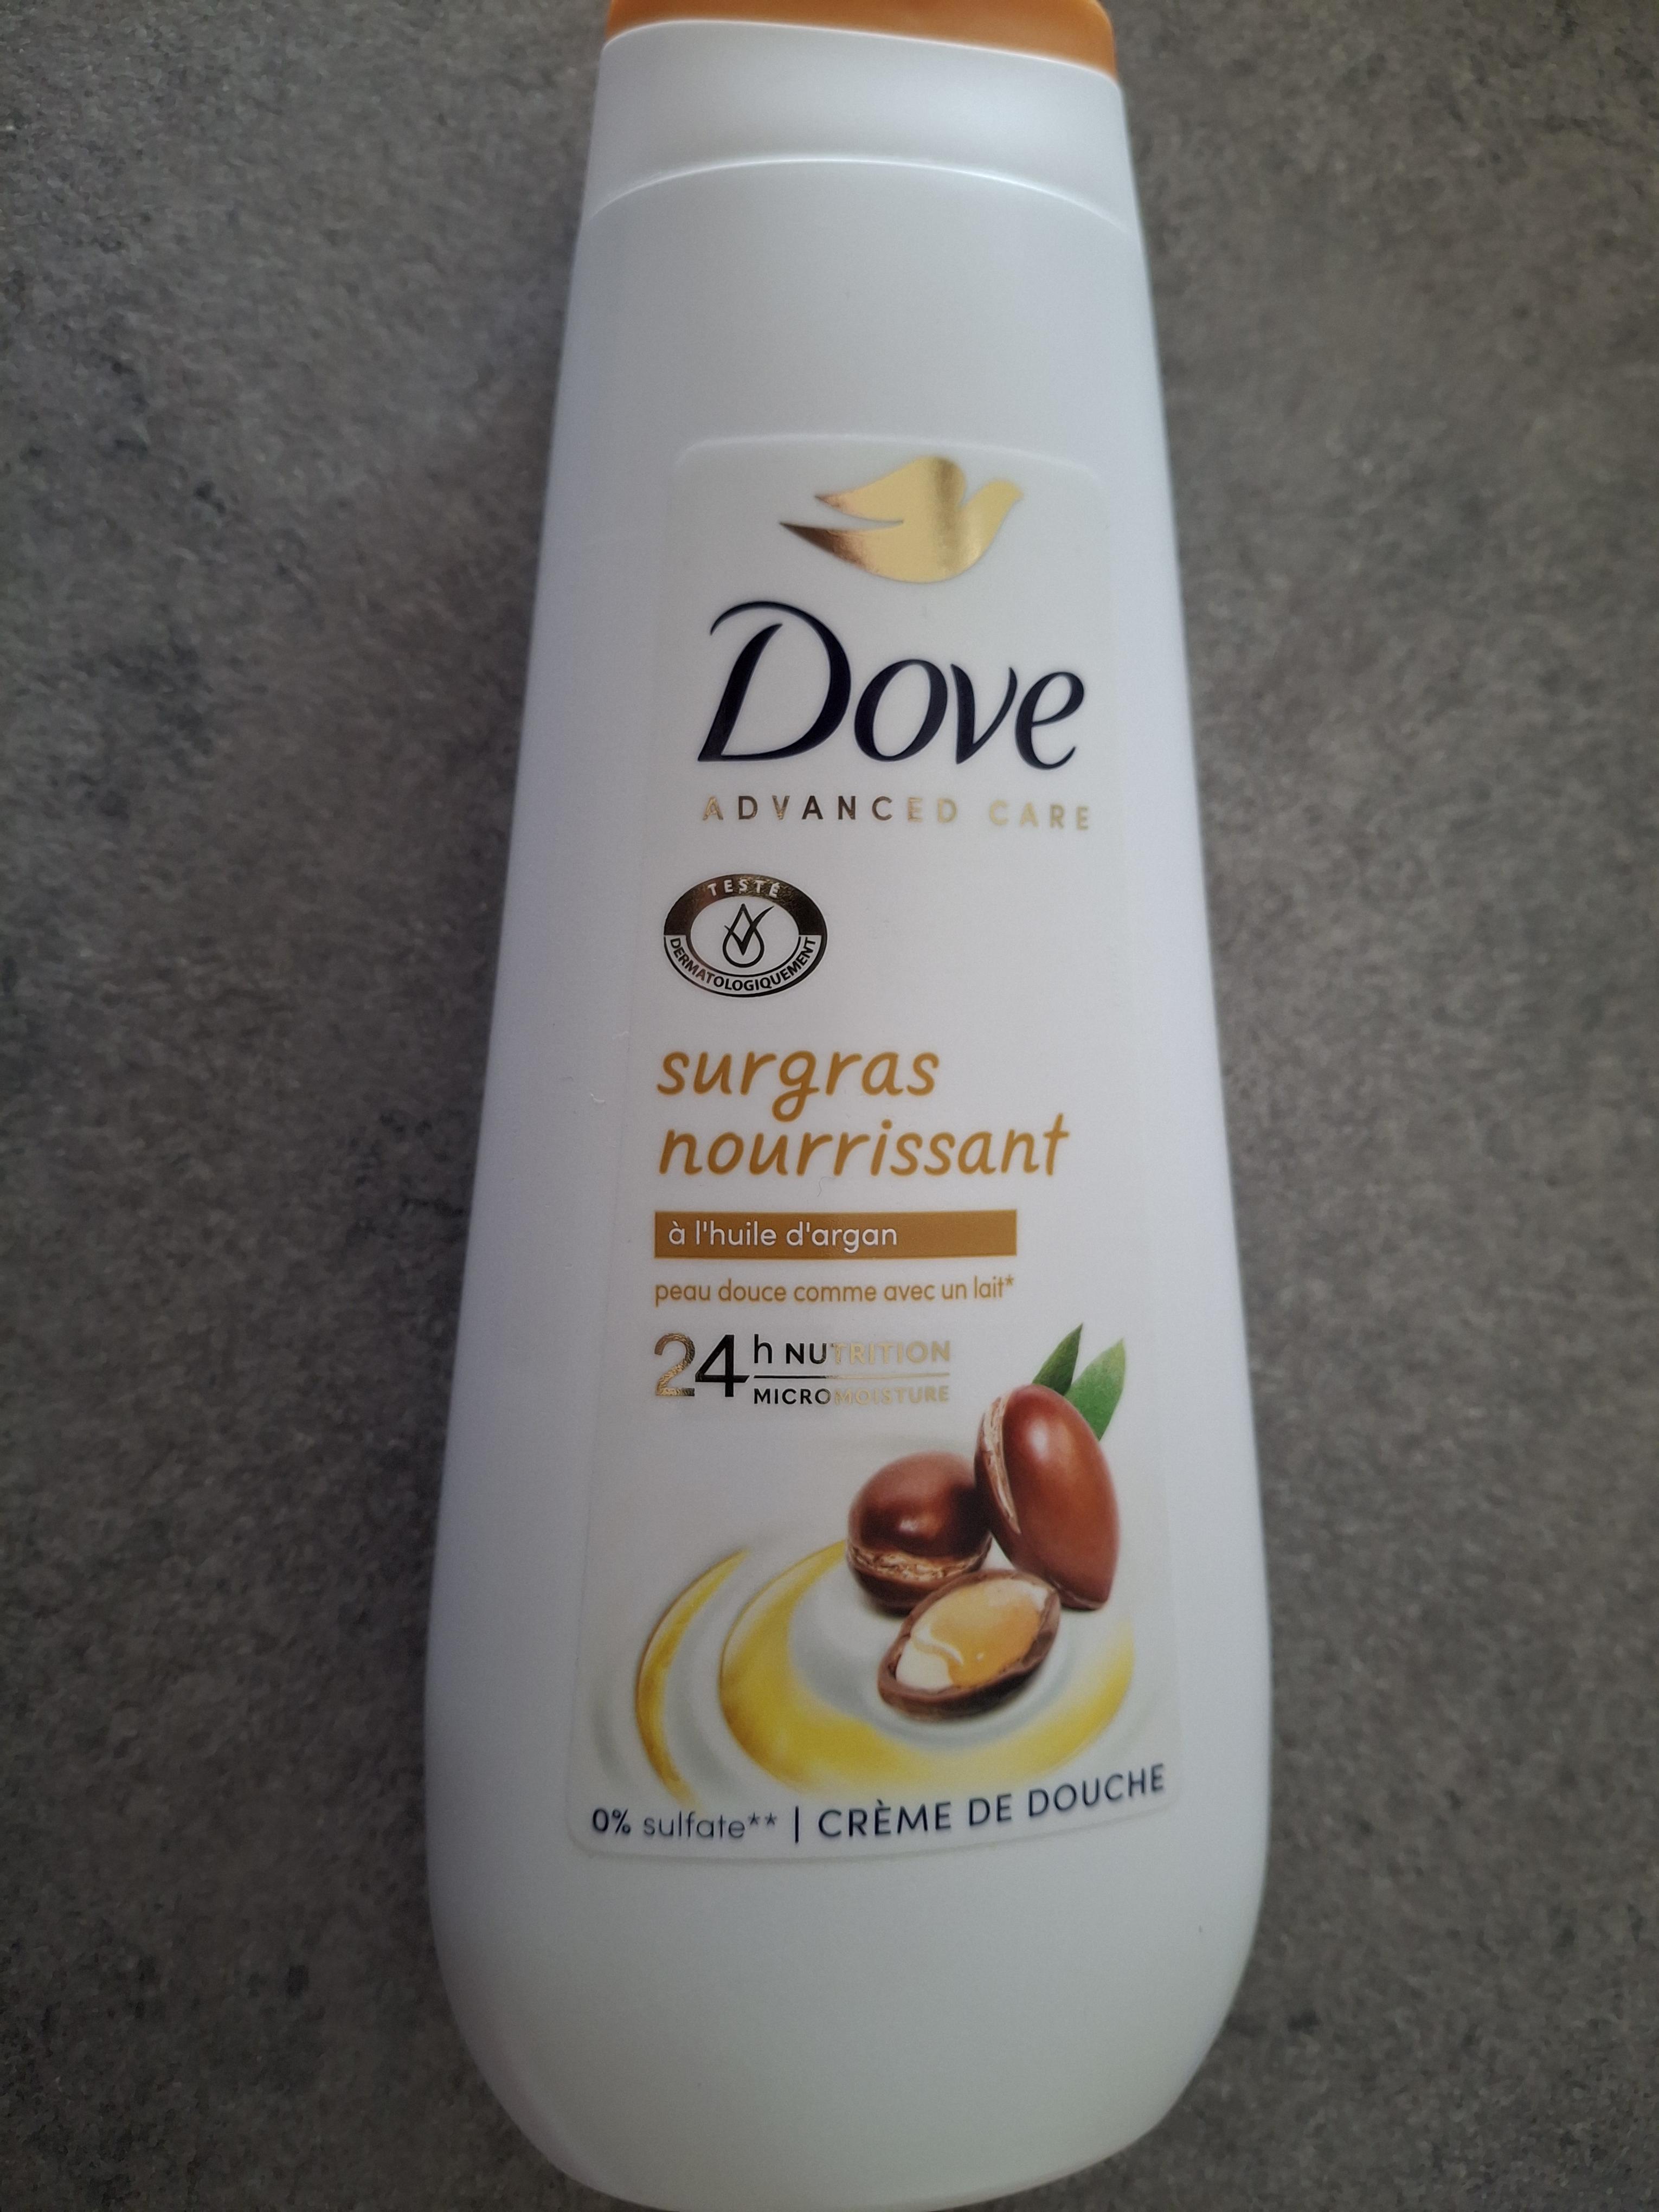 Dove
ADVANCED CARE
TESTÉ
DERMATOLOGIQUEMENT
surgras
nourrissant
à l'huile d'argan
peau douce comme avec un lait*
24h NUTRITION
MICROMOISTURE
0% sulfate** | CRÈME DE DOUCHE